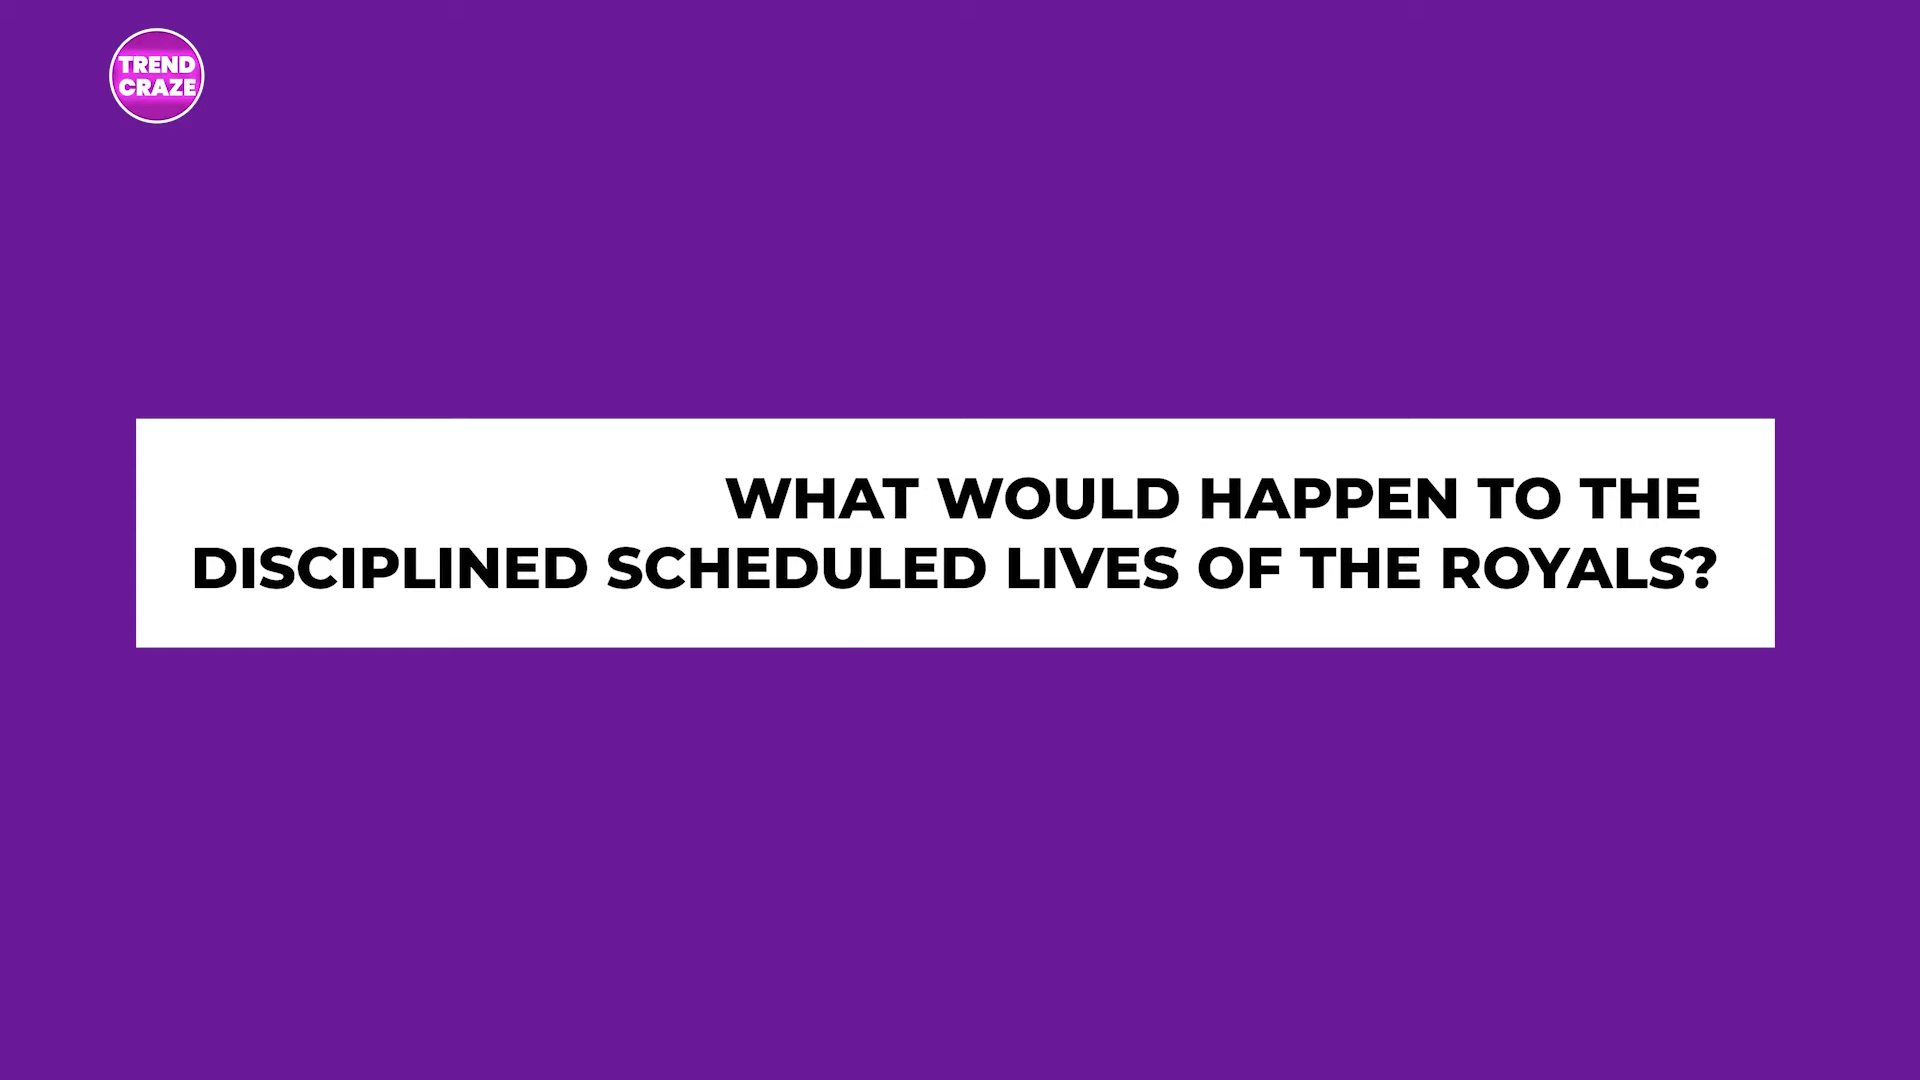 TREND
CRAZE
WHAT WOULD HAPPEN TO THE
DISCIPLINED SCHEDULED LIVES OF THE ROYALS?